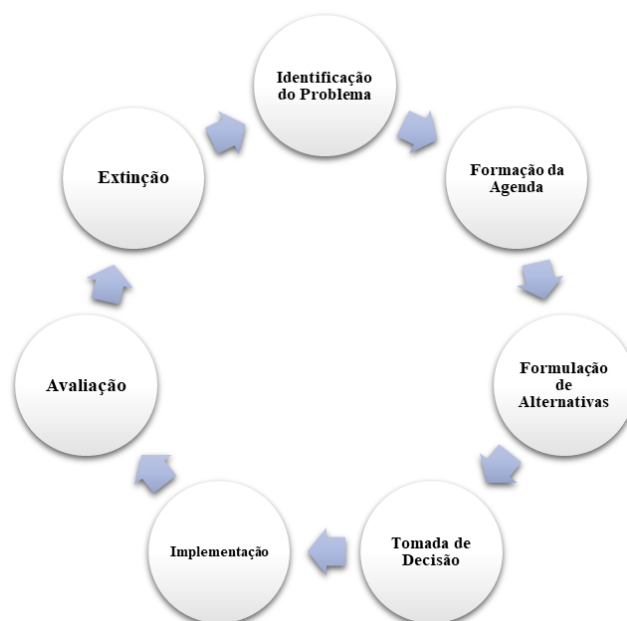 Identificação
do Problema
Formação da
Agenda
Formulação
de
Alternativas
Tomada de
Decisão
Implementação
Avaliação
Extinção